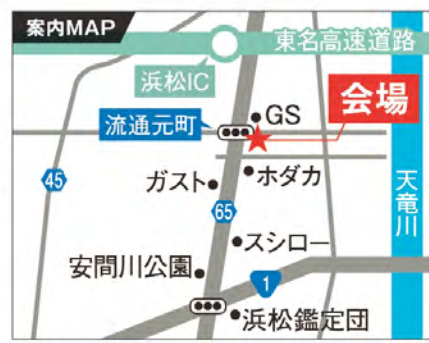 案内MAP
東名高速道路
浜松IC
会場
GS
流通元町
ホダカ
ガスト
45
65
天竜川
スシロー
安間川公園
1
浜松鑑定団